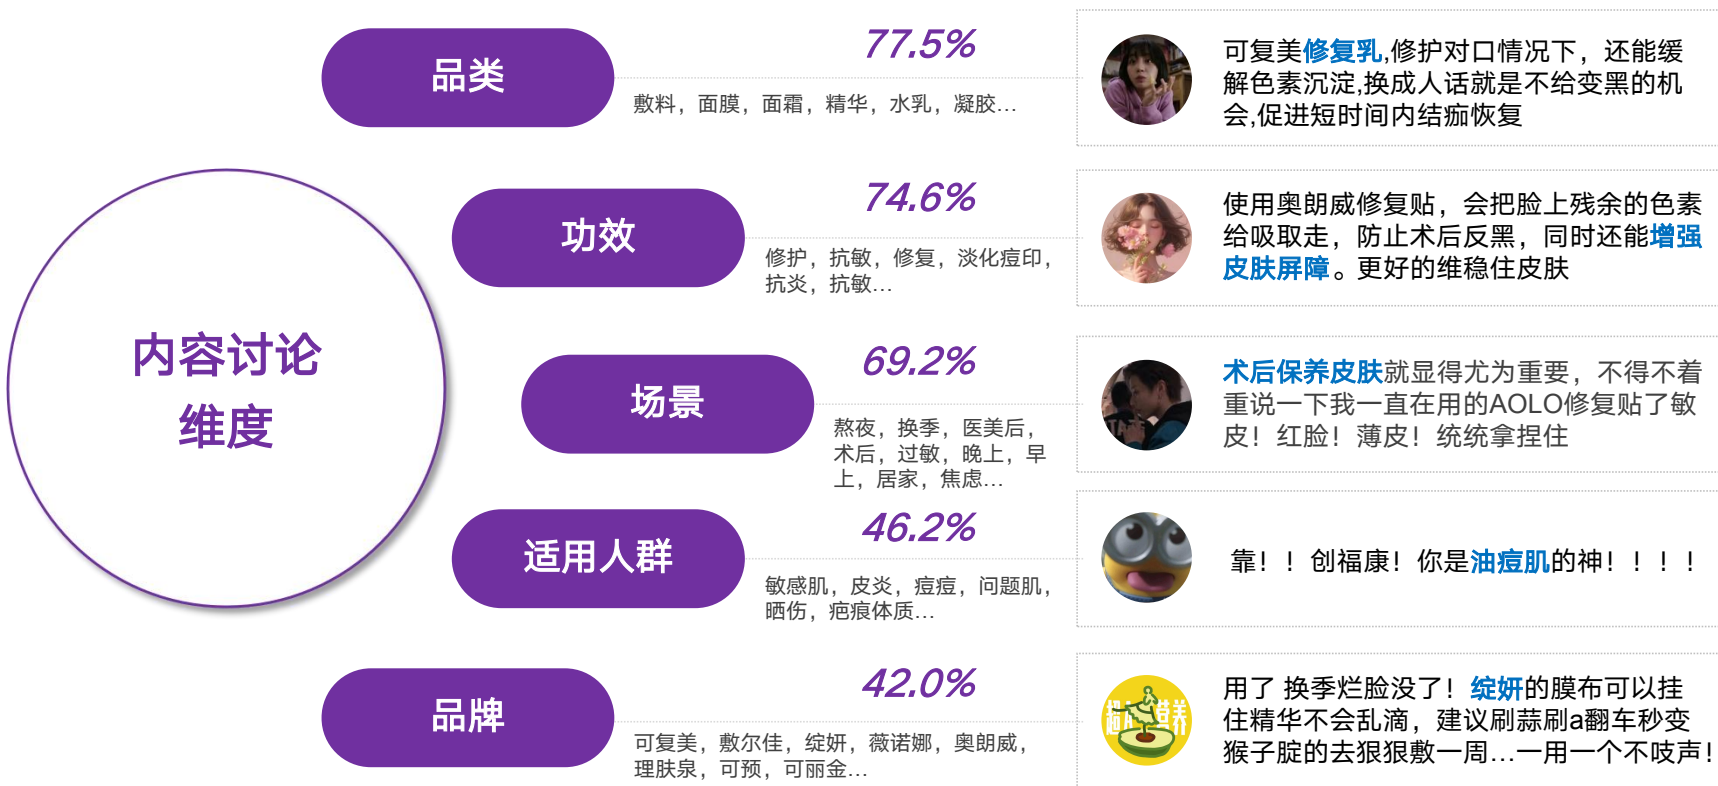 内容讨论
维度
品类
77.5%
敷料，面膜，面霜，精华，水乳，凝胶...
可复美修复乳,修护对口情况下，还能缓
解色素沉淀,换成人话就是不给变黑的机
会,促进短时间内结痂恢复
功效
74.6%
修护，抗敏，修复，淡化痘印，
抗炎，抗敏...
使用奥朗威修复贴，会把脸上残余的色素
给吸取走，防止术后反黑，同时还能增强
皮肤屏障。更好的维稳住皮肤
场景
69.2%
熬夜，换季，医美后，
术后，过敏，晚上，早
上，居家，焦虑...
术后保养皮肤就显得尤为重要，不得不着
重说一下我一直在用的AOLO修复贴了敏
皮！红脸！薄皮！统统拿捏住
适用人群
46.2%
敏感肌，皮炎，痘痘，问题肌，
晒伤，疤痕体质...
靠！！创福康！你是油痘肌的神！！！！
品牌
42.0%
可复美，敷尔佳，绽妍，薇诺娜，奥朗威，
理肤泉，可预，可丽金...
用了 换季烂脸没了！绽妍的膜布可以挂
住精华不会乱滴，建议刷蒜刷a翻车秒变
猴子腚的去狠狠敷一周...一用一个不吱声！